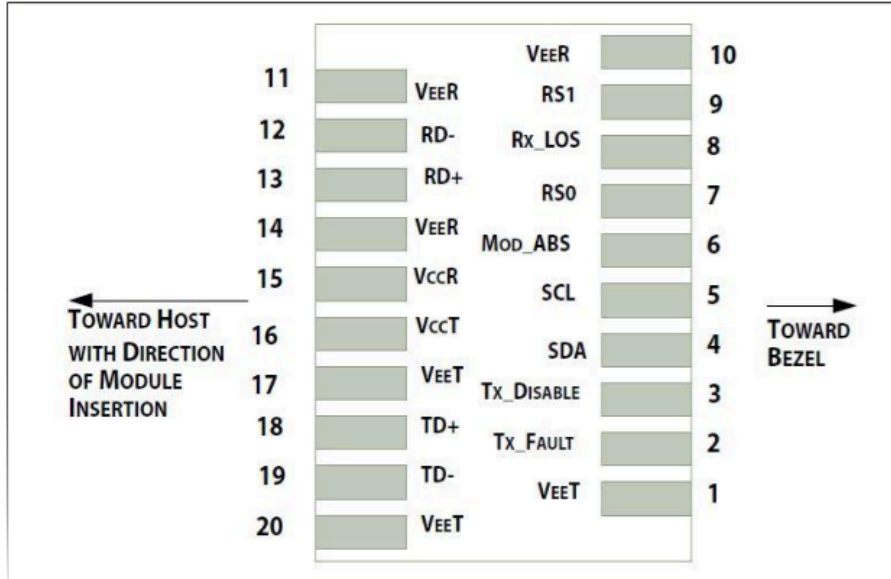 VEER 10
11 VEER
RS1 9
12 RD-
RX_LOS 8
13 RD+
RS0 7
14 VEER
MOD_ABS 6
15 VCCR
SCL 5
TOWARD HOST
WITH DIRECTION
OF MODULE
INSERTION
16 VCCT
SDA 4
TOWARD
BEZEL
17 VEET
TX_DISABLE 3
18 TD+
TX_FAULT 2
19 TD-
VEET 1
20 VEET